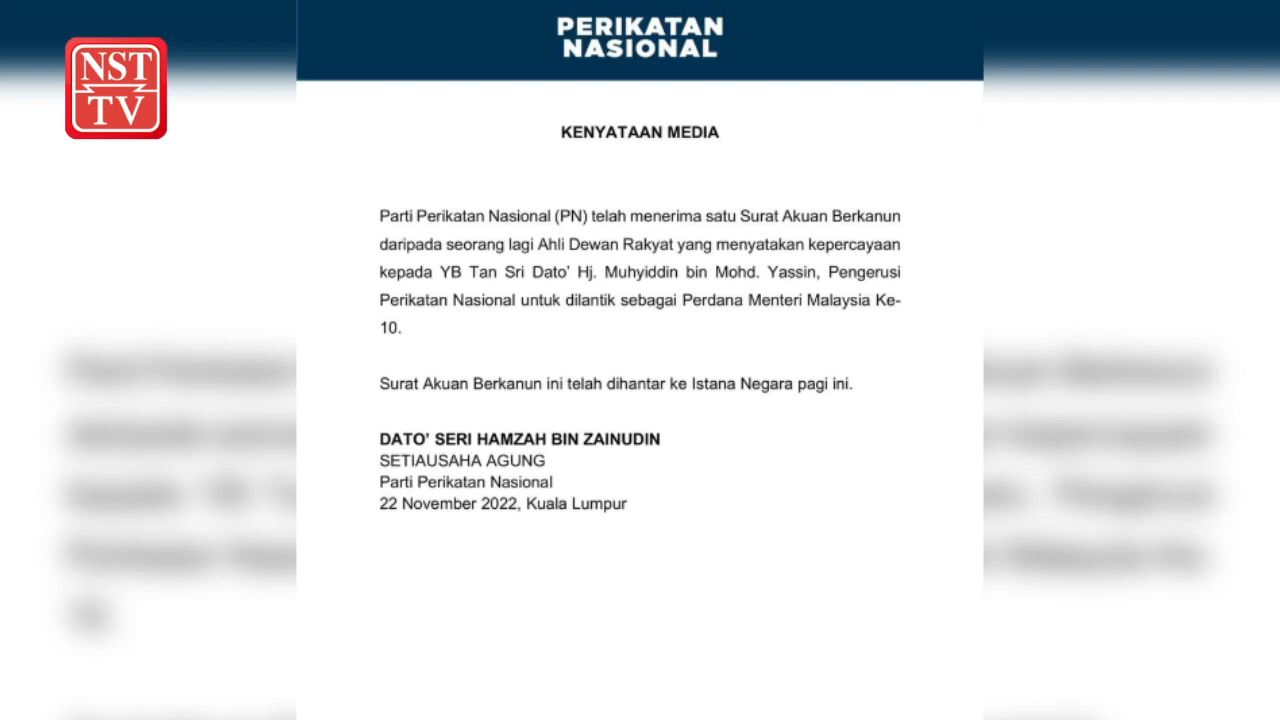 PERIKATAN
NASIONAL
NST
TV
KENYATAAN MEDIA
Parti Perikatan Nasional (PN) telah menerima satu Surat Akuan Berkanun
daripada seorang lagi Ahli Dewan Rakyat yang menyatakan kepercayaan
kepada YB Tan Sri Dato’ Hj. Muhyiddin bin Mohd. Yassin, Pengerusi
Perikatan Nasional untuk dilantik sebagai Perdana Menteri Malaysia Ke-
10.
Surat Akuan Berkanun ini telah dihantar ke Istana Negara pagi ini.
DATO’ SERI HAMZAH BIN ZAINUDIN
SETIAUSAHA AGUNG
Parti Perikatan Nasional
22 November 2022, Kuala Lumpur